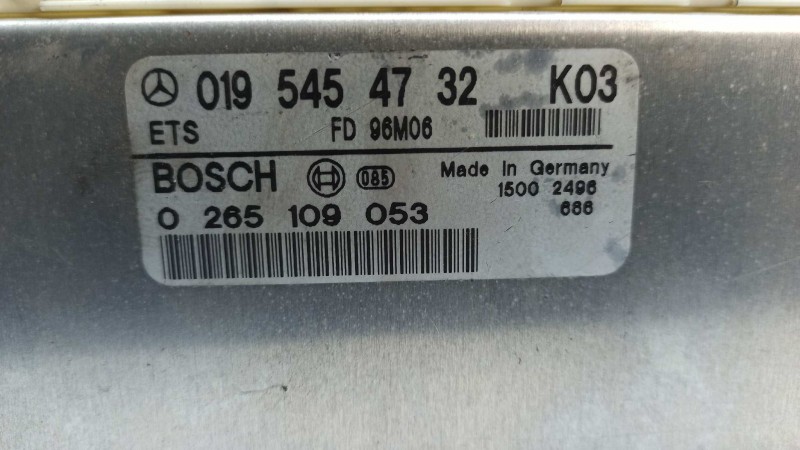 019 545 47 32 K03
ETS FD 96M06
BOSCH 085 Made In Germany
0 265 109 053 1500 2496
666